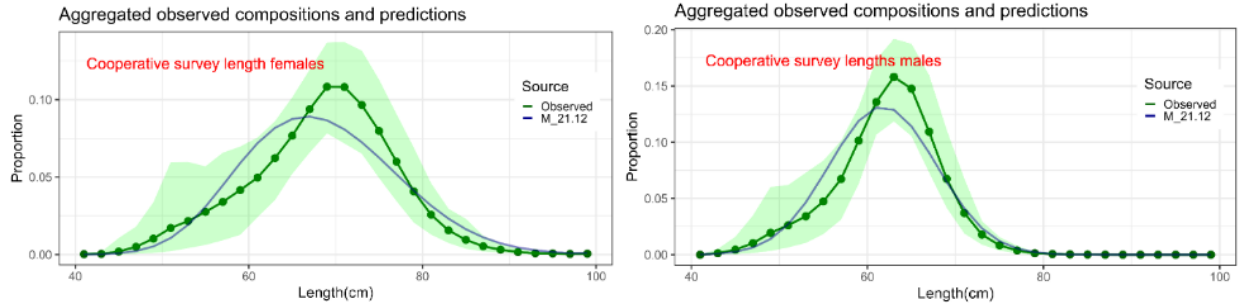 Aggregated observed compositions and predictions
Cooperative survey length females
Source
Observed
M_21.12
Proportion
0.10
0.05
0.00
40
60
80
100
Length(cm)
Aggregated observed compositions and predictions
Cooperative survey lengths males
Source
Observed
M_21.12
Proportion
0.20
0.15
0.10
0.05
0.00
40
60
80
100
Length(cm)